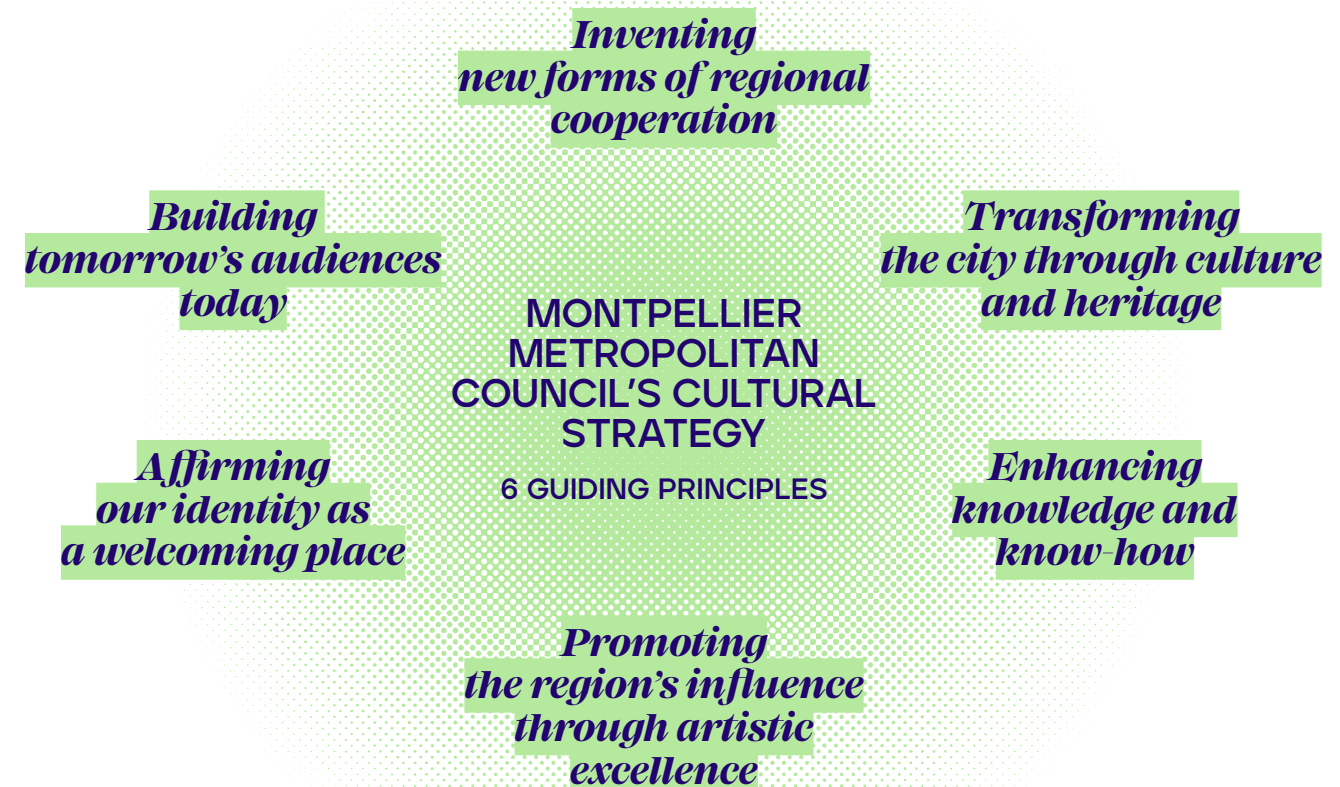 Inventing
new forms of regional
cooperation
Building
tomorrow’s audiences
today
Transforming
the city through culture
and heritage
MONTPELLIER
METROPOLITAN
COUNCIL’S CULTURAL
STRATEGY
6 GUIDING PRINCIPLES
Affirming
our identity as
a welcoming place
Enhancing
knowledge and
know-how
Promoting
the region’s influence
through artistic
excellence